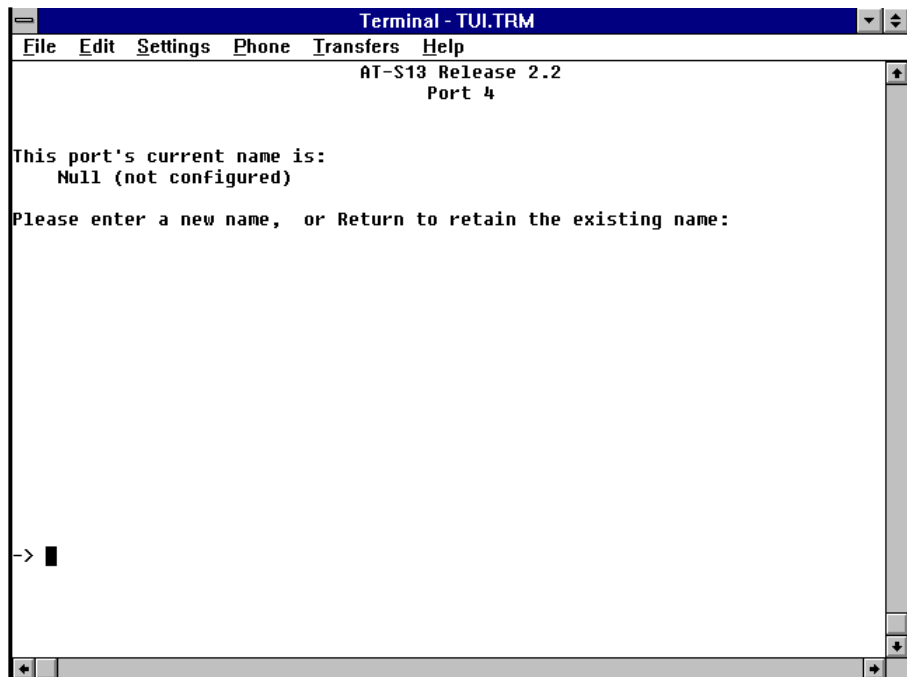 Terminal - TUI.TRM
File Edit Settings Phone Transfers Help
AT-S13 Release 2.2
Port 4
This port's current name is:
Null (not configured)
Please enter a new name,  or Return to retain the existing name:
->